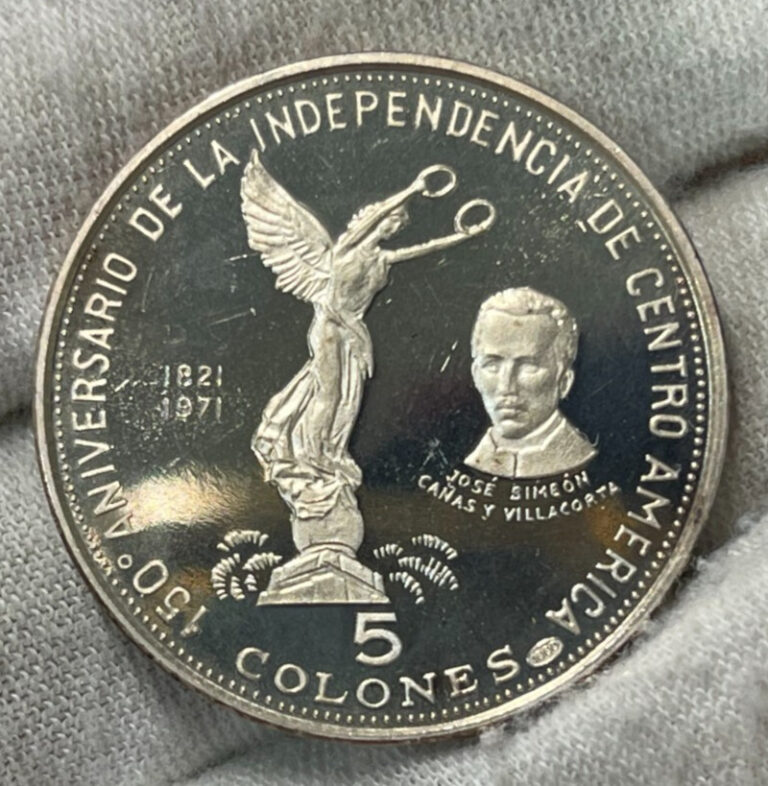 150° ANIVERSARIO DE LA INDEPENDENCIA DE CENTRO AMERICA
1821
1971
JOSÉ SIMEÓN
CAÑAS Y VILLACORTA
5
COLONES